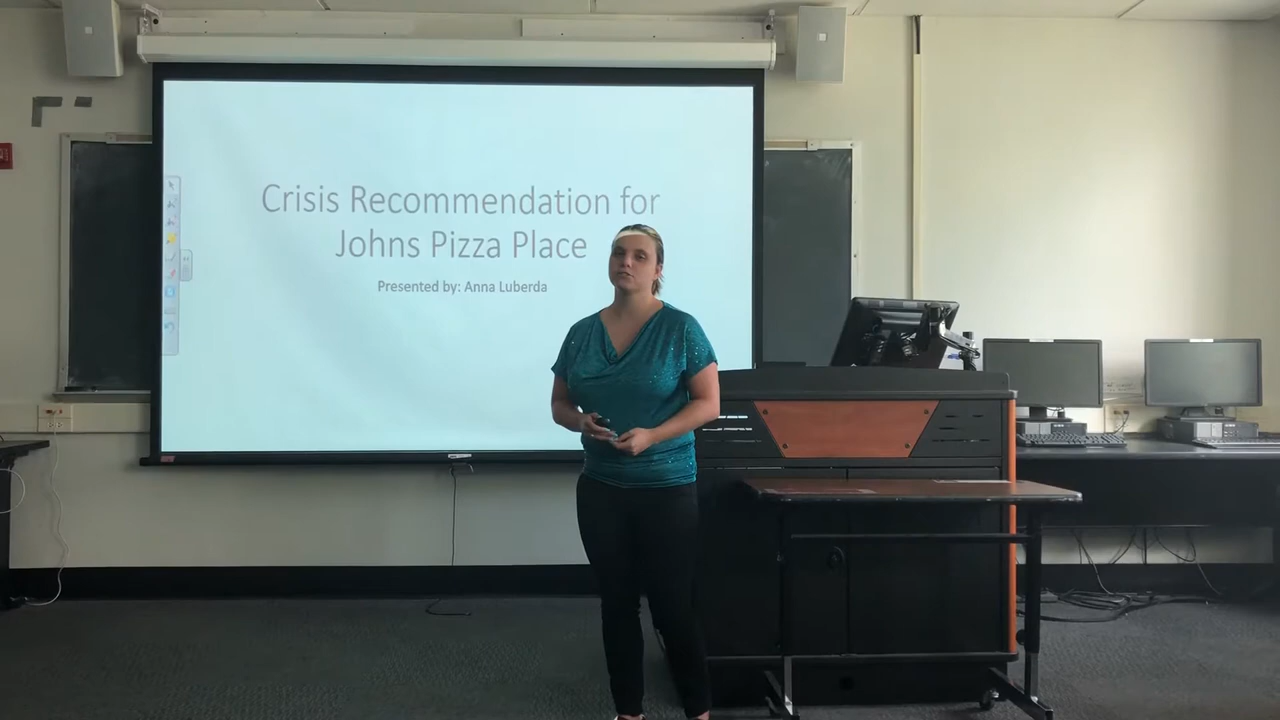 Crisis Recommendation for
Johns Pizza Place
Presented by: Anna Luberda